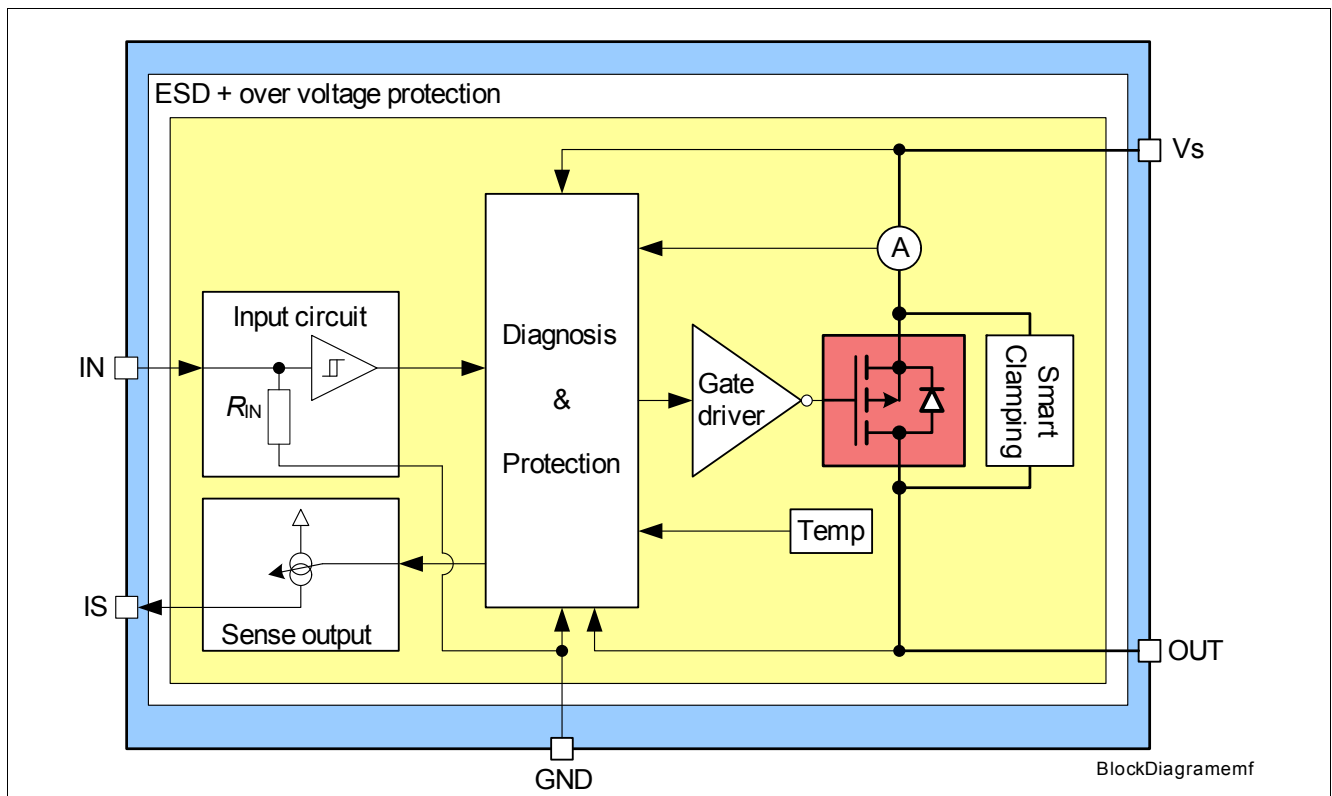 ESD + over voltage protection
Vs
A
Input circuit
IN
RIN
Diagnosis
&
Protection
Gate
driver
Smart
Clamping
Temp
IS
Sense output
OUT
GND
BlockDiagramemf